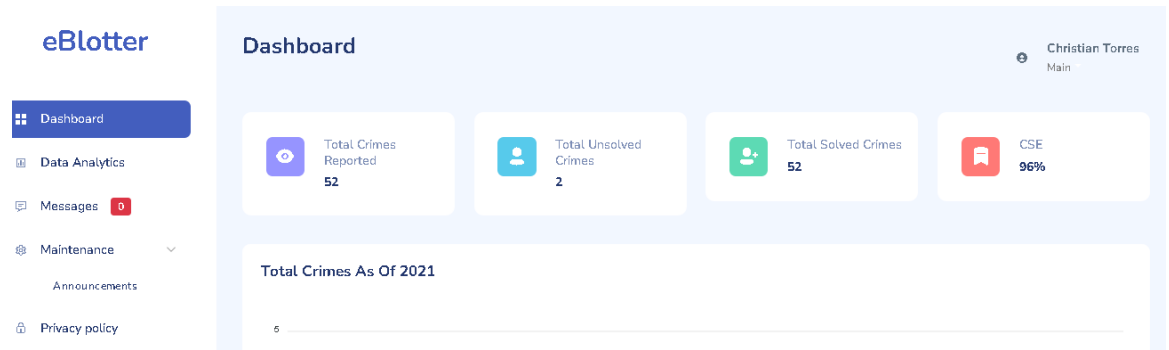 eBlotter
Dashboard
Data Analytics
Messages 0
Maintenance
Announcements
Privacy policy
Dashboard
Christian Torres
Main
Total Crimes
Reported
52
Total Unsolved
Crimes
2
Total Solved Crimes
52
CSE
96%
Total Crimes As Of 2021
5